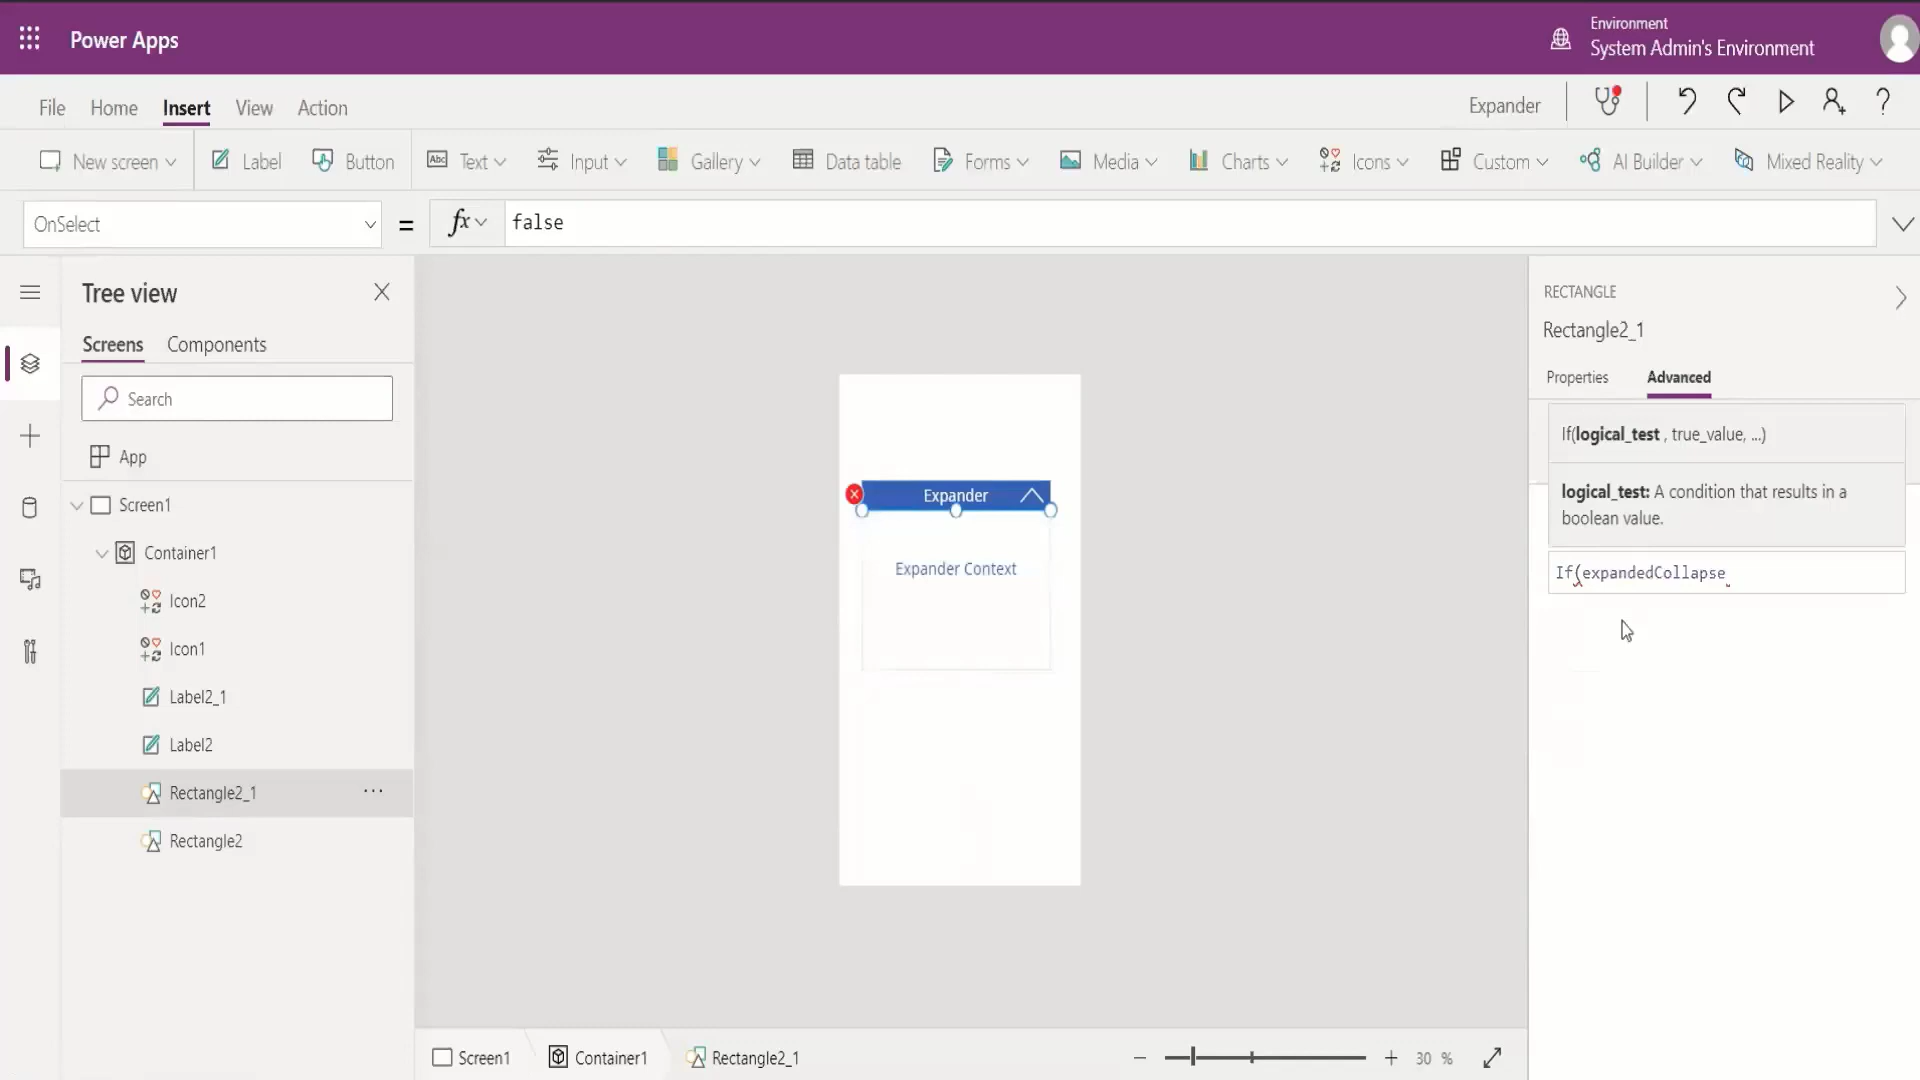 Power Apps
Environment
System Admin's Environment
File Home Insert View Action
Expander
?
New screen
Label
Button
Abc Text
Input
Gallery
Data table
Forms
Media
Charts
Icons
Custom
AI Builder
Mixed Reality
OnSelect
=
fx
false
Tree view
Screens Components
Search
App
Screen1
Container1
Icon2
Icon1
Label2_1
Label2
Rectangle2_1
...
Rectangle2
Expander
Expander Context
RECTANGLE
Rectangle2_1
Properties Advanced
If(logical_test , true_value, ...)
logical_test: A condition that results in a
boolean value.
If(expandedCollapse
Screen1
Container1
Rectangle2_1
30 %